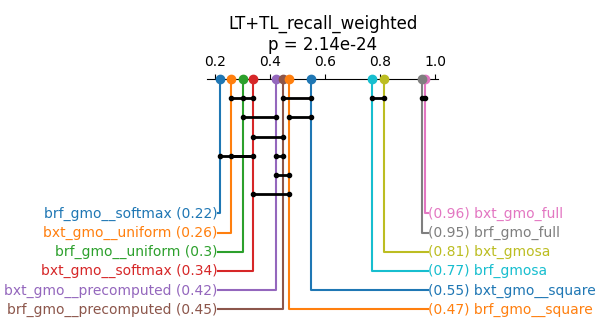 LT+TL_recall_weighted
p = 2.14e-24
0.2 0.4 0.6 0.8 1.0
brf_gmo__softmax (0.22) (0.96) bxt_gmo_full
bxt_gmo__uniform (0.26) (0.95) brf_gmo_full
brf_gmo__uniform (0.3) (0.81) bxt_gmosa
bxt_gmo__softmax (0.34) (0.77) brf_gmosa
bxt_gmo__precomputed (0.42) (0.55) bxt_gmo__square
brf_gmo__precomputed (0.45) (0.47) brf_gmo__square